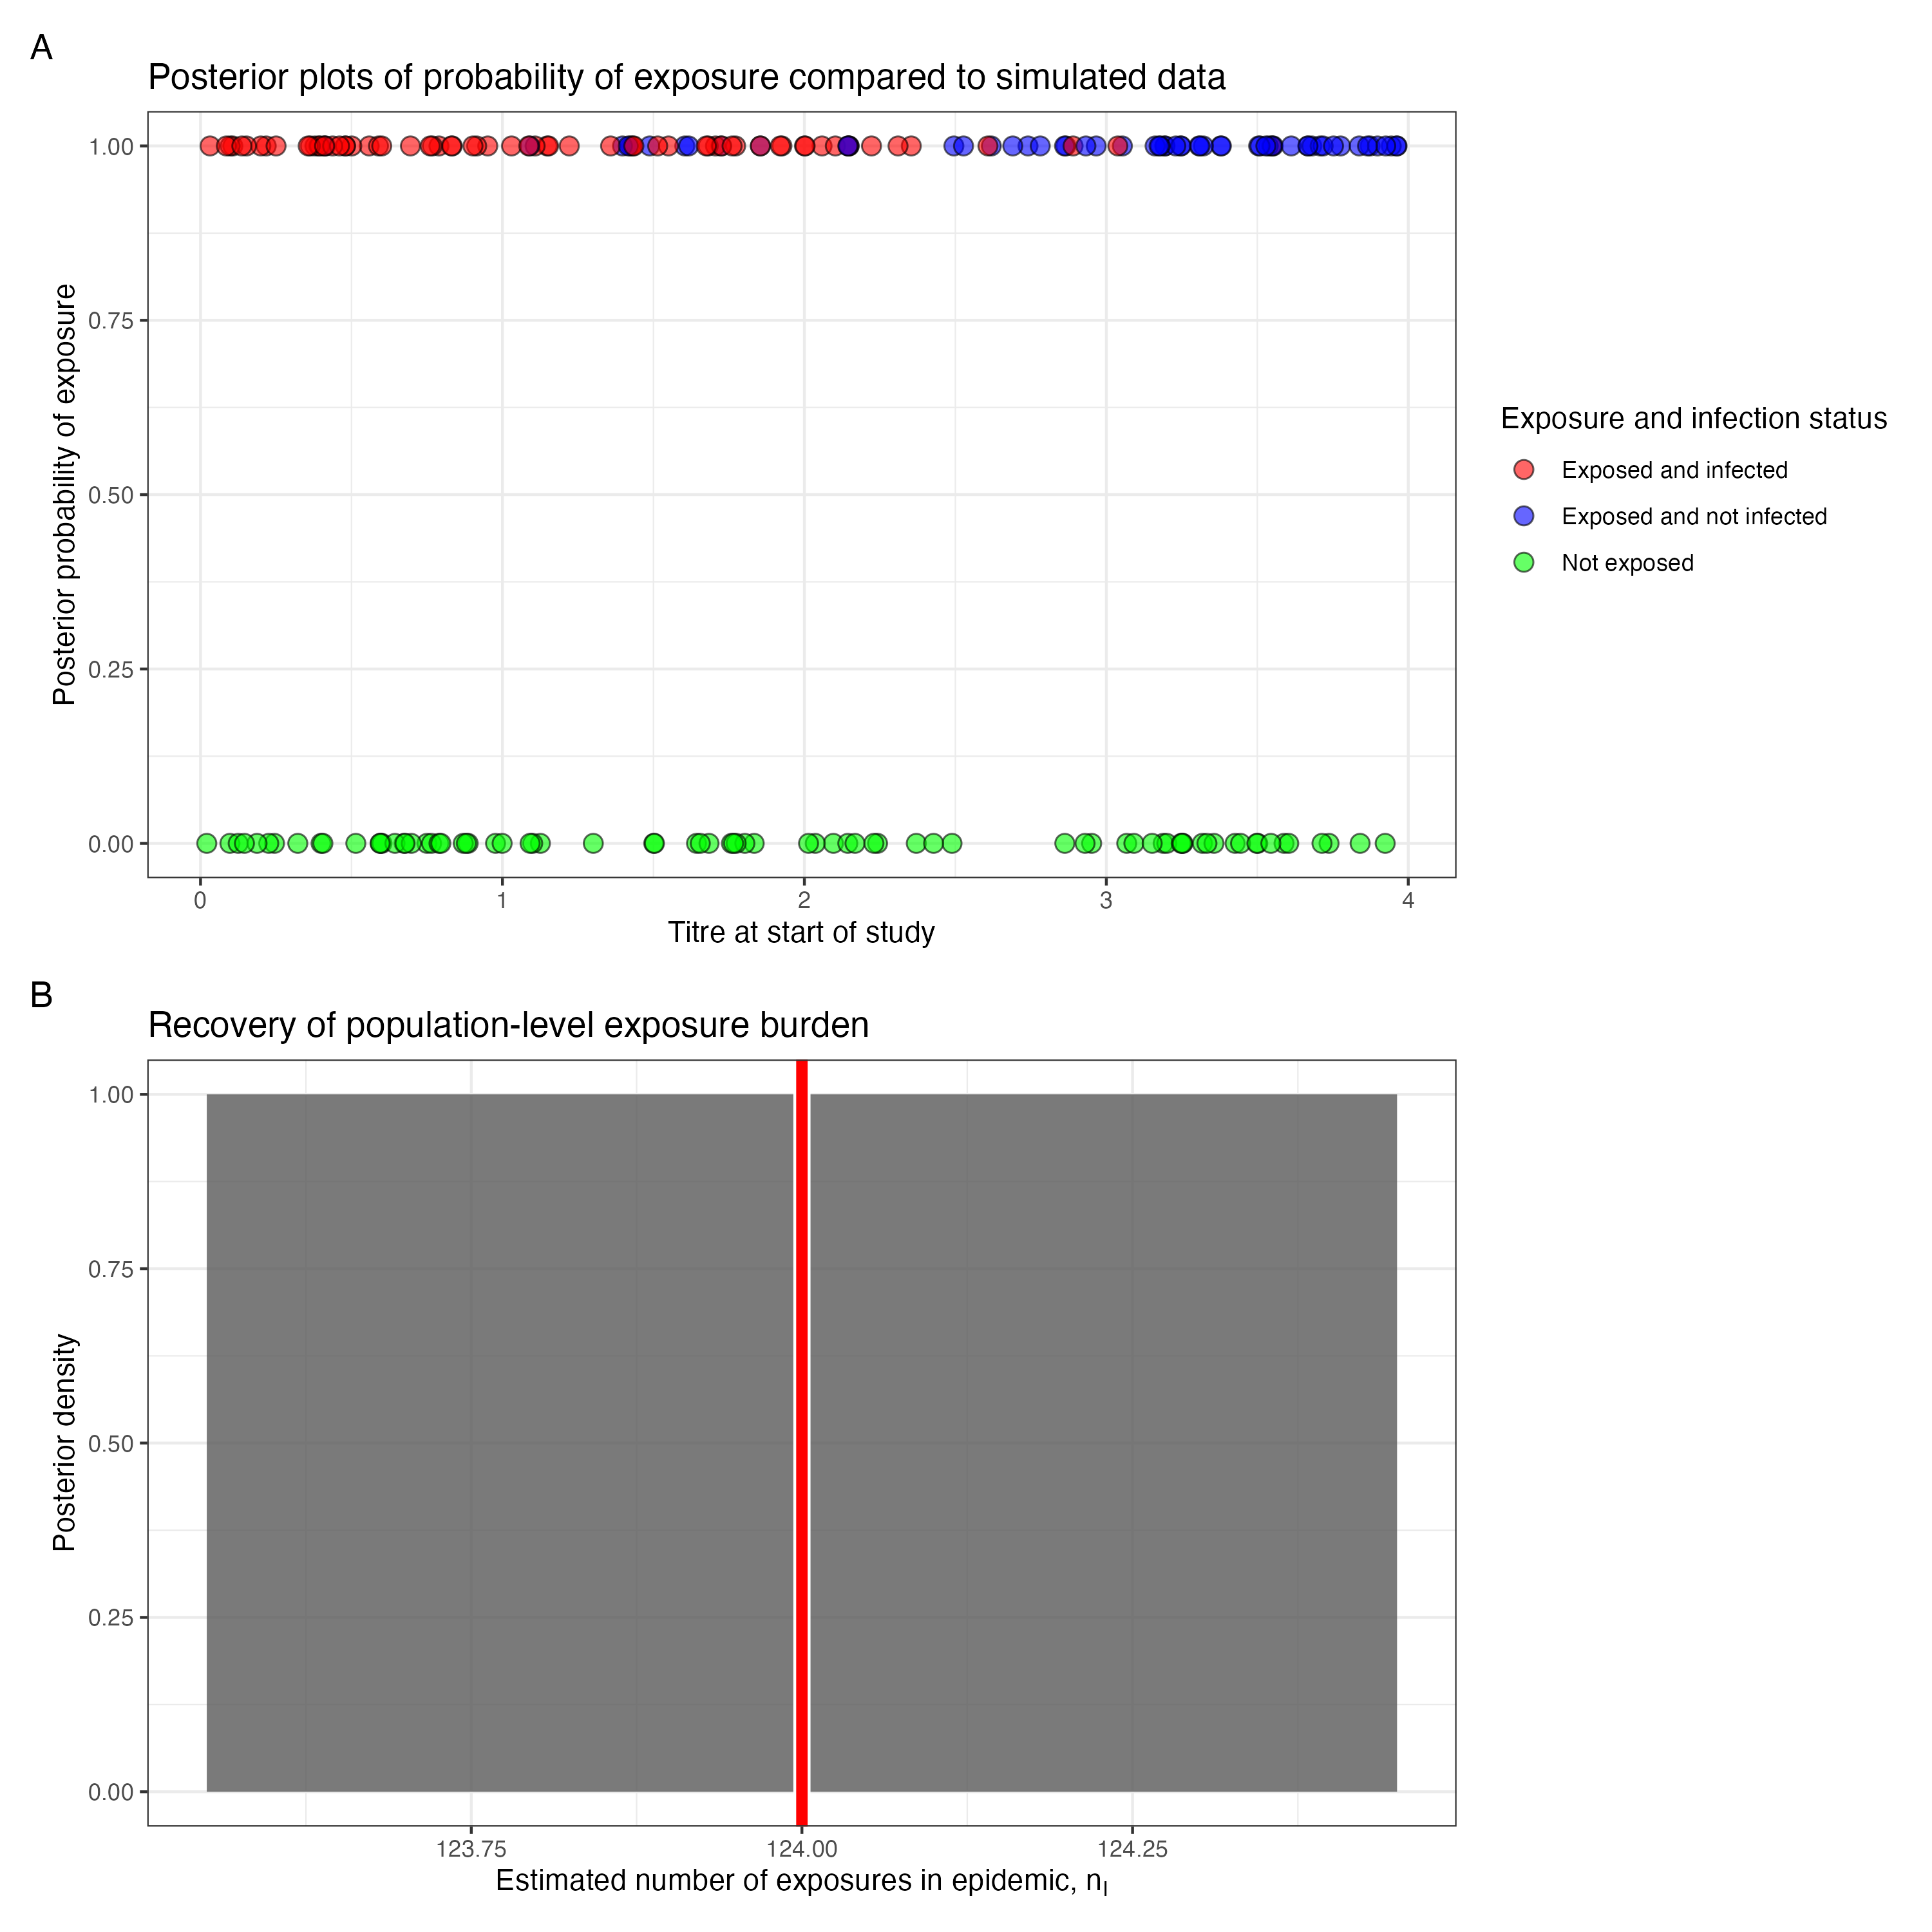 A
Posterior plots of probability of exposure compared to simulated data
Posterior probability of exposure
1.00
0.75
0.50
0.25
0.00
0 1 2 3 4
Titre at start of study
Exposure and infection status
Exposed and infected
Exposed and not infected
Not exposed
B
Recovery of population-level exposure burden
Posterior density
1.00
0.75
0.50
0.25
0.00
123.75 124.00 124.25
Estimated number of exposures in epidemic, nI